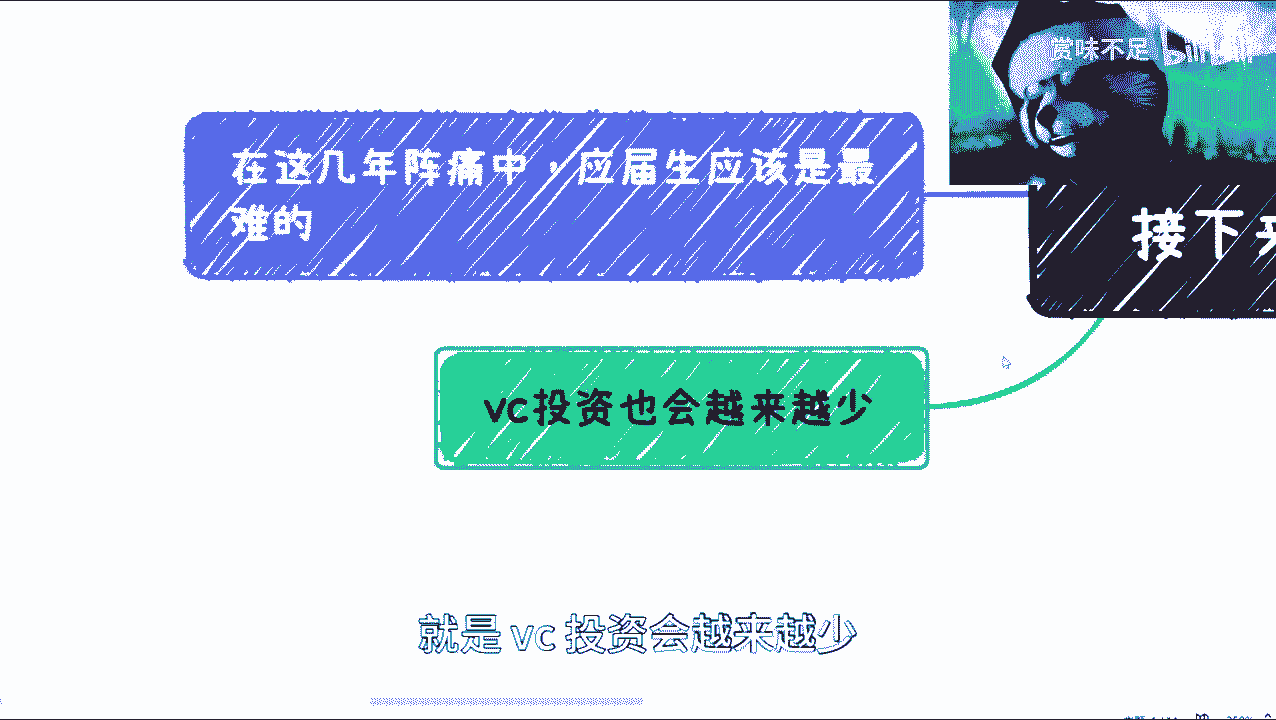 赏味不足
在这几年阵痛中，应届生应该是最
难的
接下来
vc投资也会越来越少
就是 vc 投资会越来越少